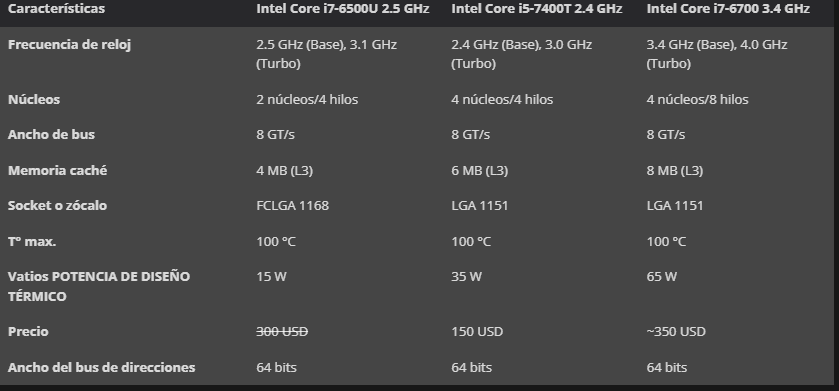 Características Intel Core i7-6500U 2.5 GHz Intel Core i5-7400T 2.4 GHz Intel Core i7-6700 3.4 GHz
Frecuencia de reloj 2.5 GHz (Base), 3.1 GHz (Turbo) 2.4 GHz (Base), 3.0 GHz (Turbo) 3.4 GHz (Base), 4.0 GHz (Turbo)
Núcleos 2 núcleos/4 hilos 4 núcleos/4 hilos 4 núcleos/8 hilos
Ancho de bus 8 GT/s 8 GT/s 8 GT/s
Memoria caché 4 MB (L3) 6 MB (L3) 8 MB (L3)
Socket o zócalo FCLGA 1168 LGA 1151 LGA 1151
Tº max. 100 °C 100 °C 100 °C
Vatios POTENCIA DE DISEÑO TÉRMICO 15 W 35 W 65 W
Precio 300 USD 150 USD ~350 USD
Ancho del bus de direcciones 64 bits 64 bits 64 bits